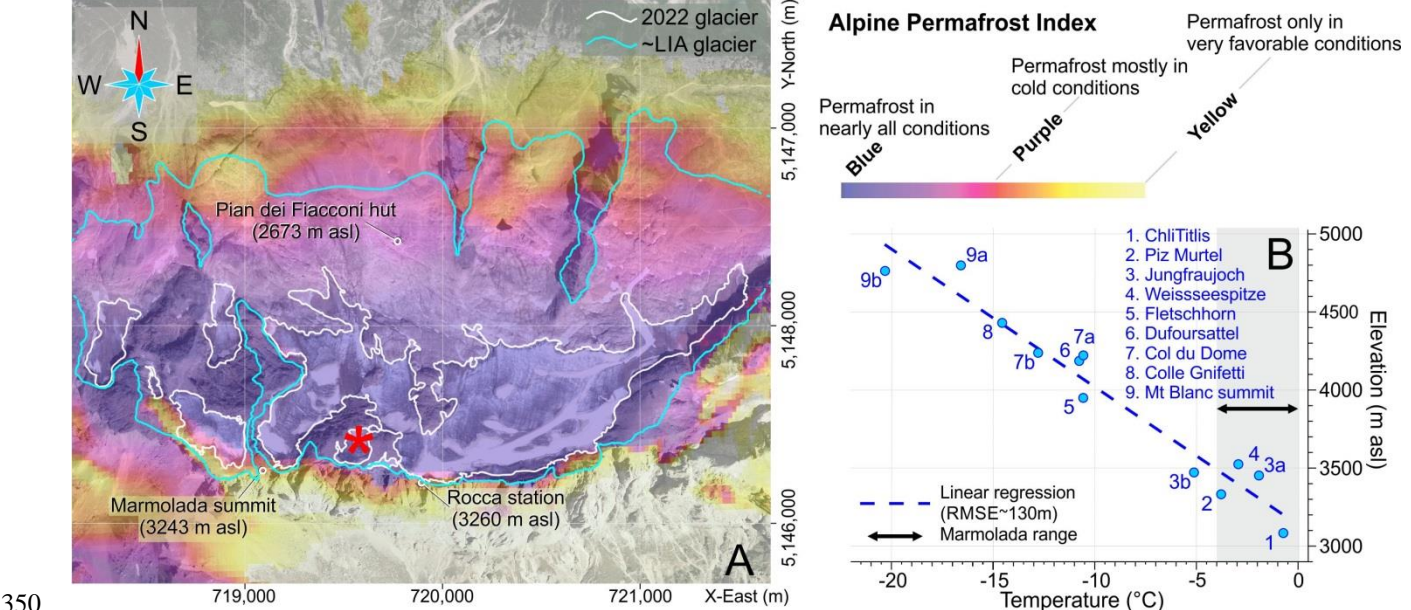 N
W E
S
2022 glacier
~LIA glacier
Pian dei Fiacconi hut
(2673 m asl)
Marmolada summit
(3243 m asl)
Rocca station
(3260 m asl)
*
A
5,147,000
5,148,000
5,146,000
Y-North (m)
719,000
720,000
721,000
X-East (m)
Alpine Permafrost Index
Permafrost in
nearly all conditions
Permafrost mostly in
cold conditions
Permafrost only in
very favorable conditions
Blue
Purple
Yellow
B
1. ChliTitlis
2. Piz Murtel
3. Jungfraujoch
4. Weissseespitze
5. Fletschhorn
6. Dufoursattel
7. Col du Dome
8. Colle Gnifetti
9. Mt Blanc summit
9b
9a
8
7b
6
7a
5
4
3a
3b
2
1
Linear regression
(RMSE~130m)
Marmolada range
5000
4500
4000
3500
3000
Elevation (m asl)
-20
-15
-10
-5
0
Temperature (°C)
350